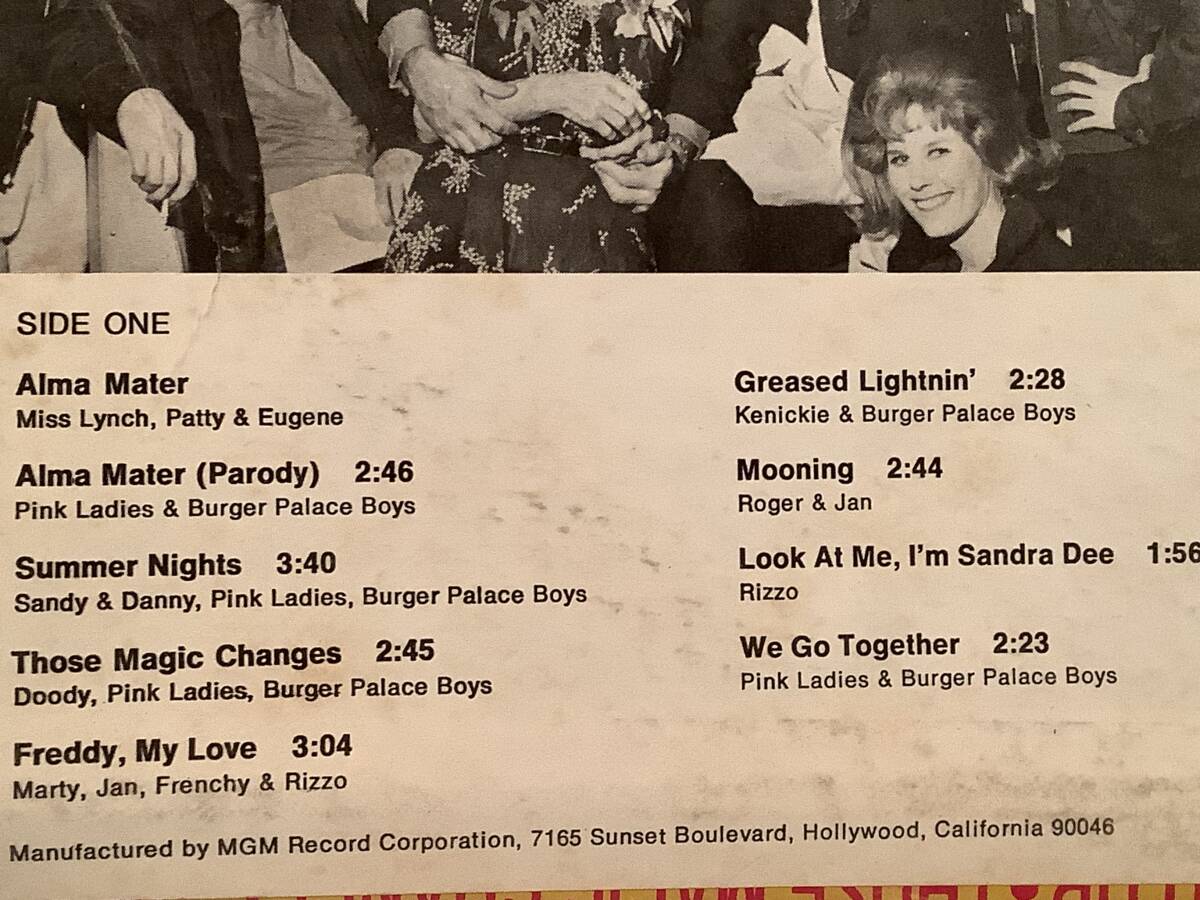 SIDE ONE
Alma Mater
Miss Lynch, Patty & Eugene
Alma Mater (Parody) 2:46
Pink Ladies & Burger Palace Boys
Summer Nights 3:40
Sandy & Danny, Pink Ladies, Burger Palace Boys
Those Magic Changes 2:45
Doody, Pink Ladies, Burger Palace Boys
Freddy, My Love 3:04
Marty, Jan, Frenchy & Rizzo
Greased Lightnin' 2:28
Kenickie & Burger Palace Boys
Mooning 2:44
Roger & Jan
Look At Me, I'm Sandra Dee 1:56
Rizzo
We Go Together 2:23
Pink Ladies & Burger Palace Boys
Manufactured by MGM Record Corporation, 7165 Sunset Boulevard, Hollywood, California 90046